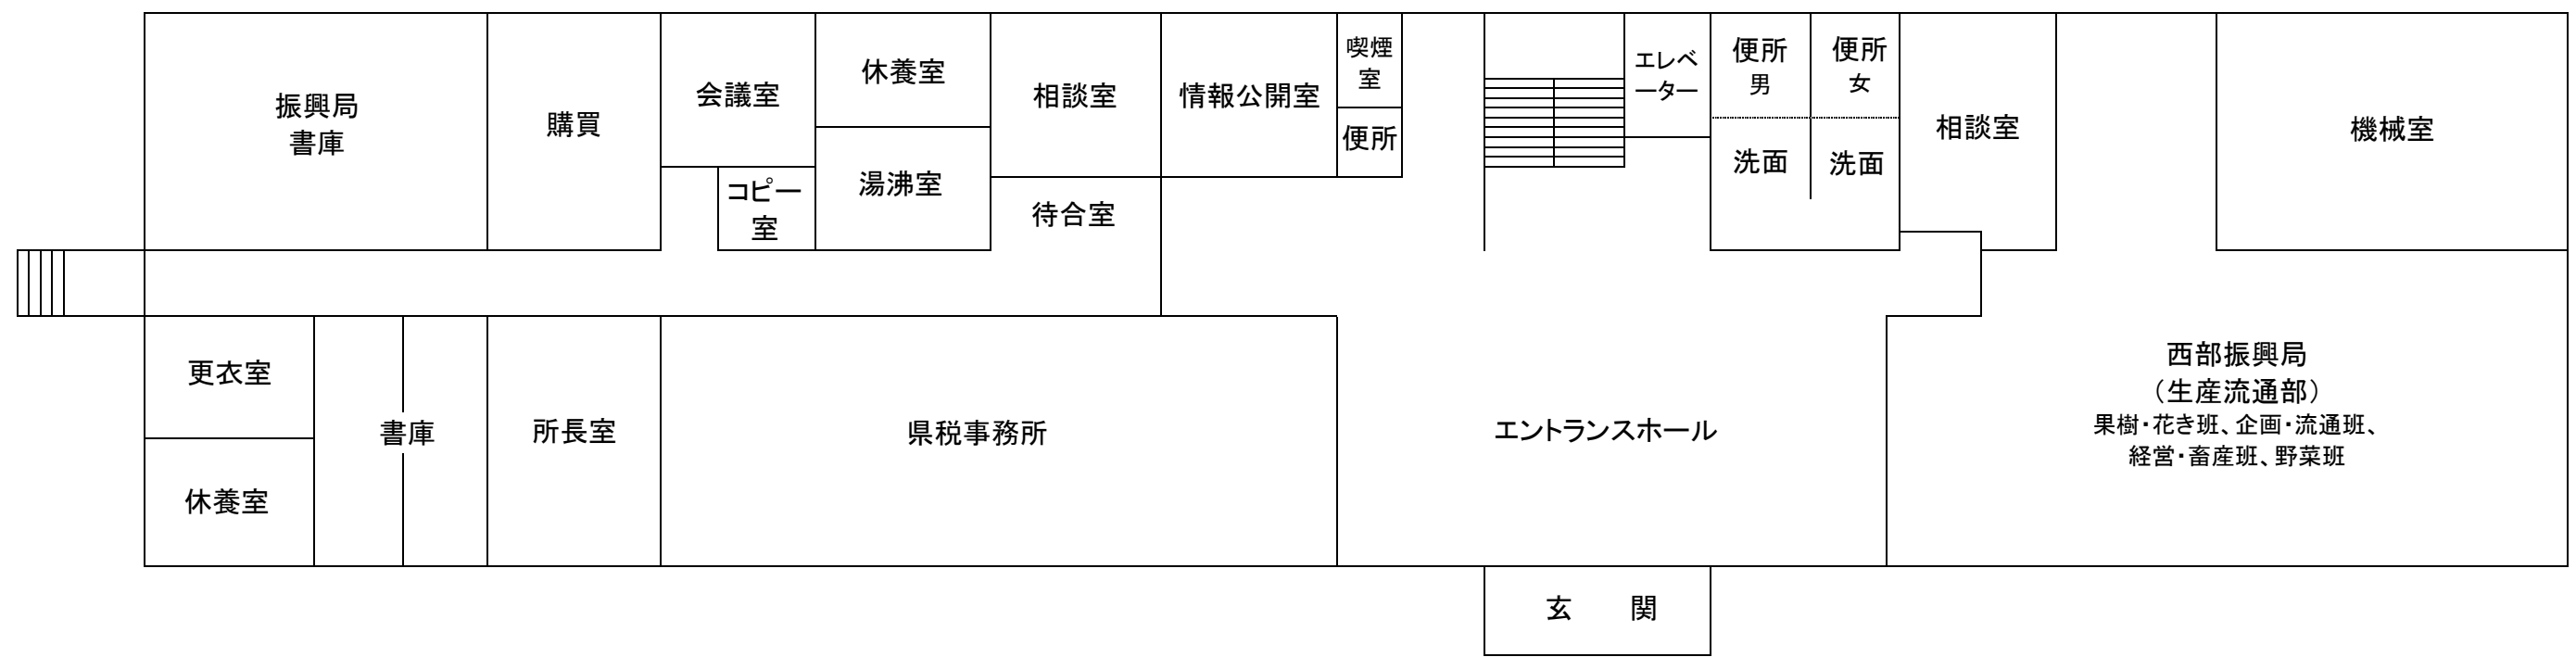 振興局
書庫
購買
会議室
コピー
室
休養室
湯沸室
相談室
待合室
情報公開室
喫煙
室
便所
エレベ
ーター
便所
男
洗面
便所
女
洗面
相談室
機械室
更衣室
休養室
書庫
所長室
県税事務所
エントランスホール
西部振興局
（生産流通部）
果樹・花き班、企画・流通班、
経営・畜産班、野菜班
玄　関